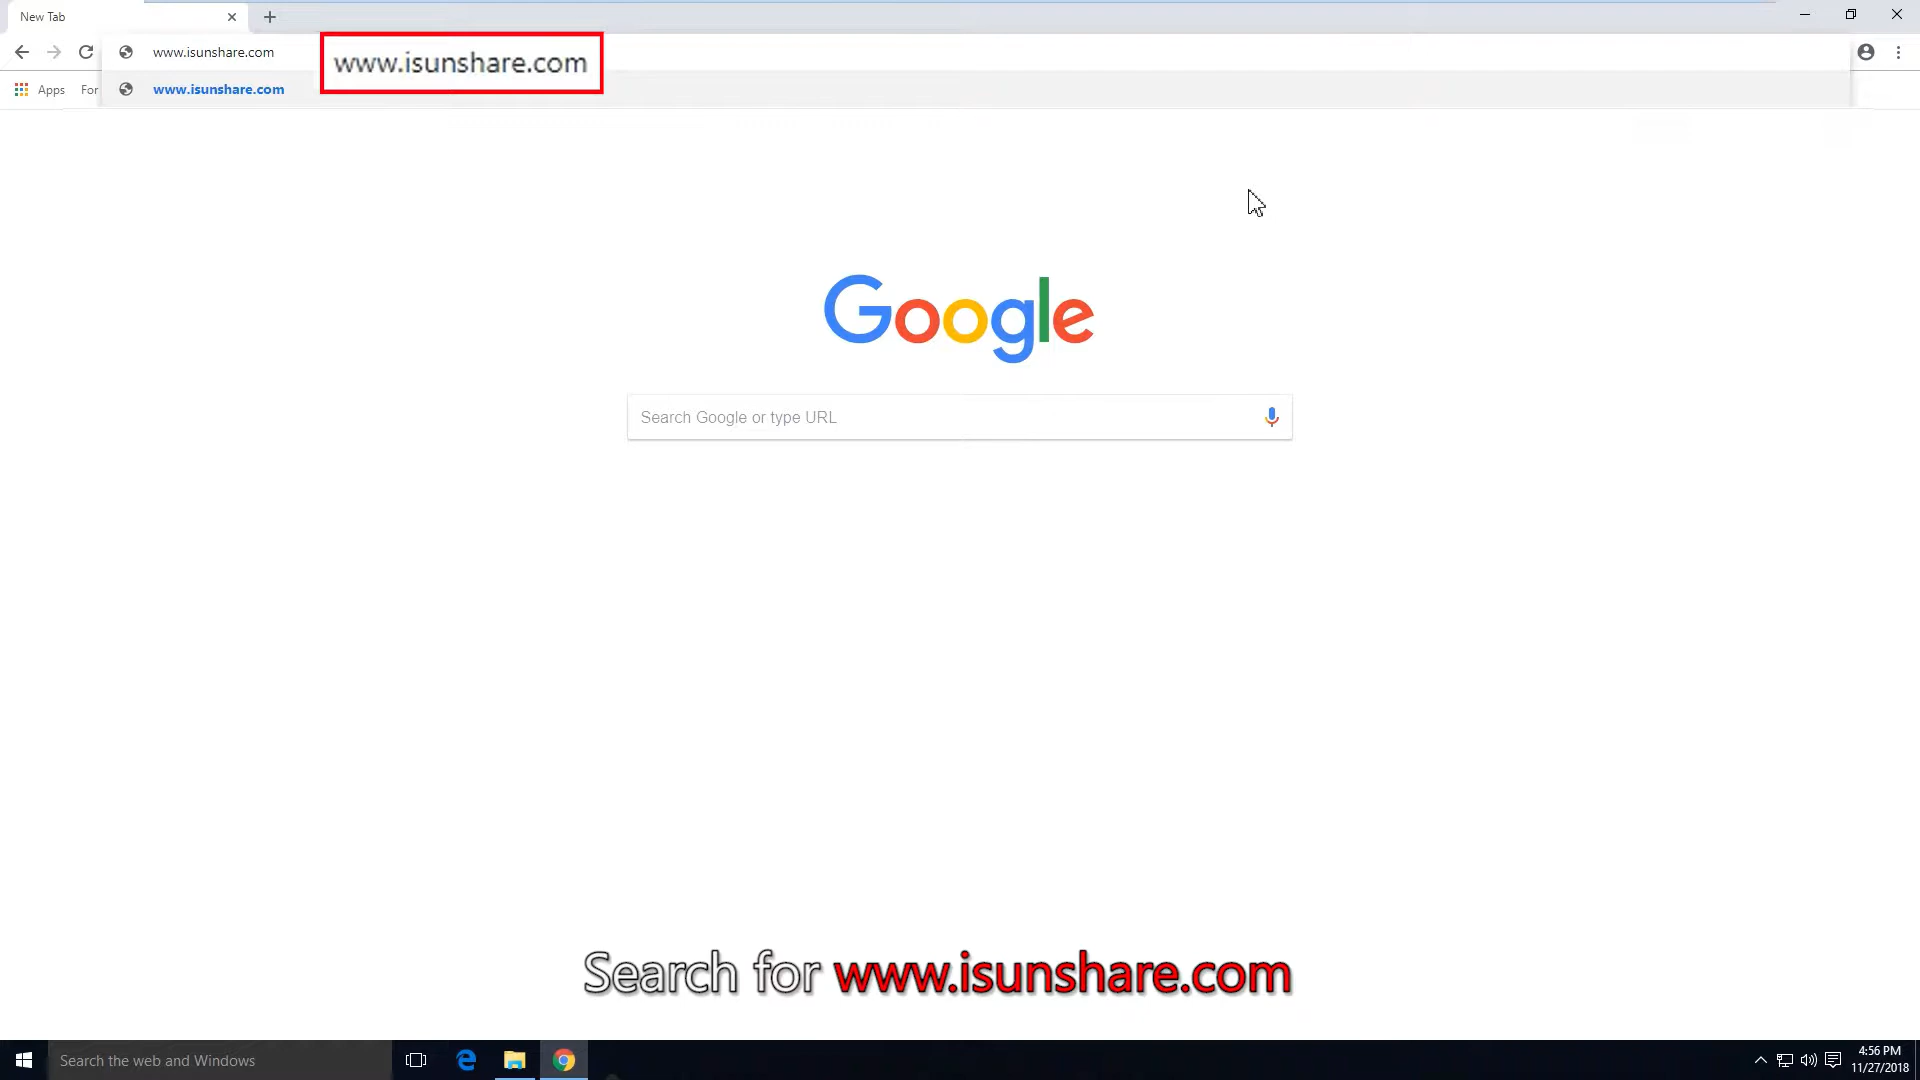 New Tab
www.isunshare.com
www.isunshare.com
Apps
For
www.isunshare.com
Google
Search Google or type URL
Search for www.isunshare.com
Search the web and Windows
4:56 PM
11/27/2018